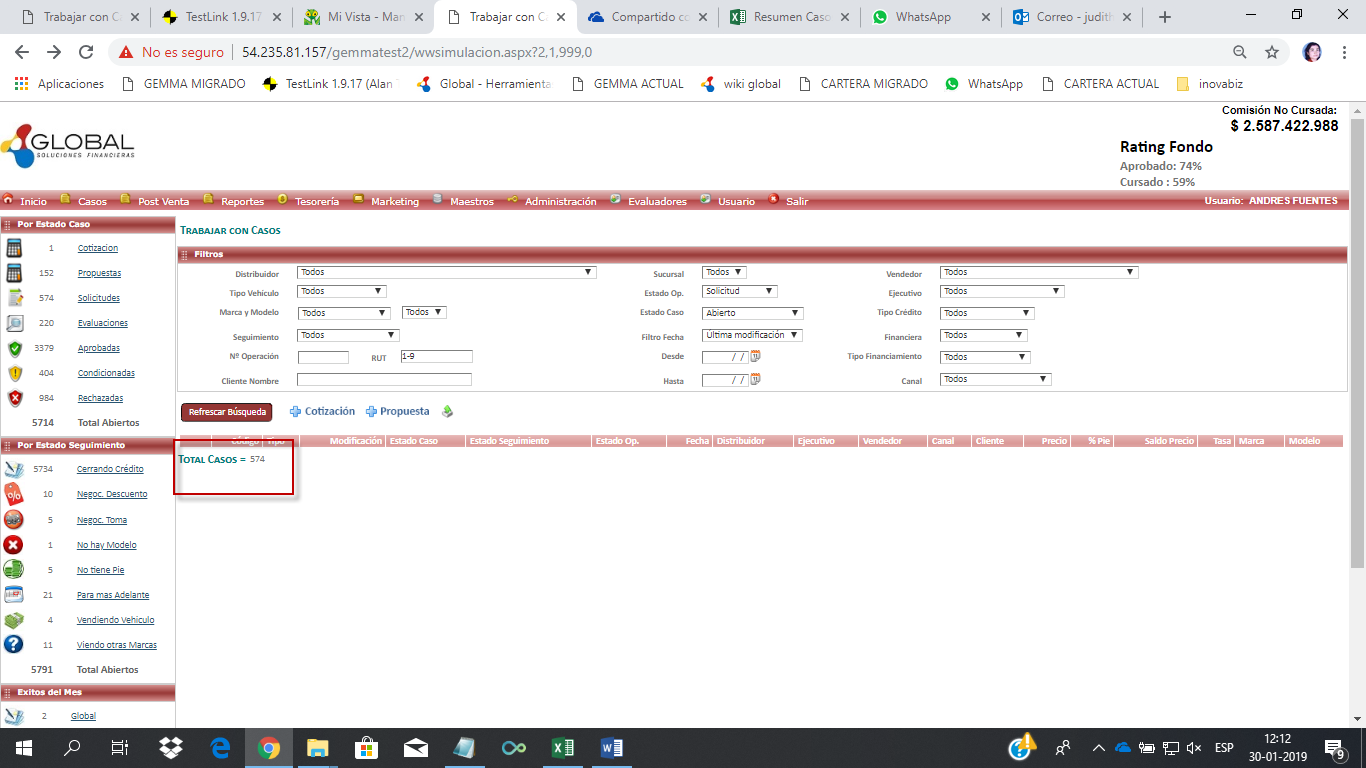 Trabajar con C
TestLink 1.9.17
Mi Vista - Man
Trabajar con C
Compartido co
Resumen Caso
WhatsApp
Correo - judith
No es seguro
54.235.81.157/gemmatest2/wwsimulacion.aspx?2,1,999,0
Aplicaciones
GEMMA MIGRADO
TestLink 1.9.17 (Alan
Global - Herramienta
GEMMA ACTUAL
wiki global
CARTERA MIGRADO
WhatsApp
CARTERA ACTUAL
inovabiz
Comisión No Cursada:
$ 2.587.422.988
GLOBAL
SOLUCIONES FINANCIERAS
Rating Fondo
Aprobado: 74%
Cursado : 59%
Inicio Casos Post Venta Reportes Tesorería Marketing Maestros Administración Evaluadores Usuario Salir
Usuario: ANDRES FUENTES
Por Estado Caso
1 Cotizacion
152 Propuestas
574 Solicitudes
220 Evaluaciones
3379 Aprobadas
404 Condicionadas
984 Rechazadas
5714 Total Abiertos
Por Estado Seguimiento
5734 Cerrando Crédito
10 Negoc. Descuento
5 Negoc. Toma
1 No hay Modelo
5 No tiene Pie
21 Para mas Adelante
4 Vendiendo Vehiculo
11 Viendo otras Marcas
5791 Total Abiertos
Exitos del Mes
2 Global
TRABAJAR CON CASOS
Filtros
Distribuidor Todos Sucursal Todos Vendedor Todos
Tipo Vehículo Todos Estado Op. Solicitud Ejecutivo Todos
Marca y Modelo Todos Todos Estado Caso Abierto Tipo Crédito Todos
Seguimiento Todos Filtro Fecha Ultima modificación Financiera Todos
Nº Operación RUT 1-9 Desde / / Tipo Financiamiento Todos
Cliente Nombre Hasta / / Canal Todos
Refrescar Búsqueda Cotización Propuesta
Código Tipo Modificación Estado Caso Estado Seguimiento Estado Op. Fecha Distribuidor Ejecutivo Vendedor Canal Cliente Precio % Pie Saldo Precio Tasa Marca Modelo
TOTAL CASOS = 574
ESP
12:12
30-01-2019
9